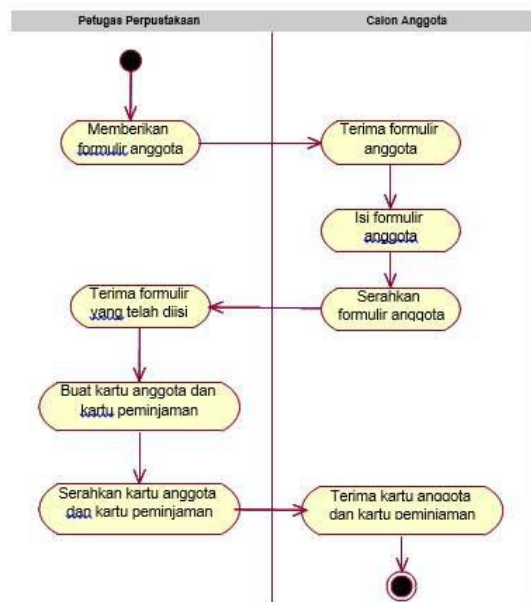 Petugas Perpustakaan
Calon Anggota
Memberikan
formulir anggota
Terima formulir
anggota
Isi formulir
anggota
Serahkan
formulir anggota
Terima formulir
yang telah diisi
Buat kartu anggota dan
kartu peminjaman
Serahkan kartu anggota
dan kartu peminjaman
Terima kartu anggota
dan kartu peminjaman